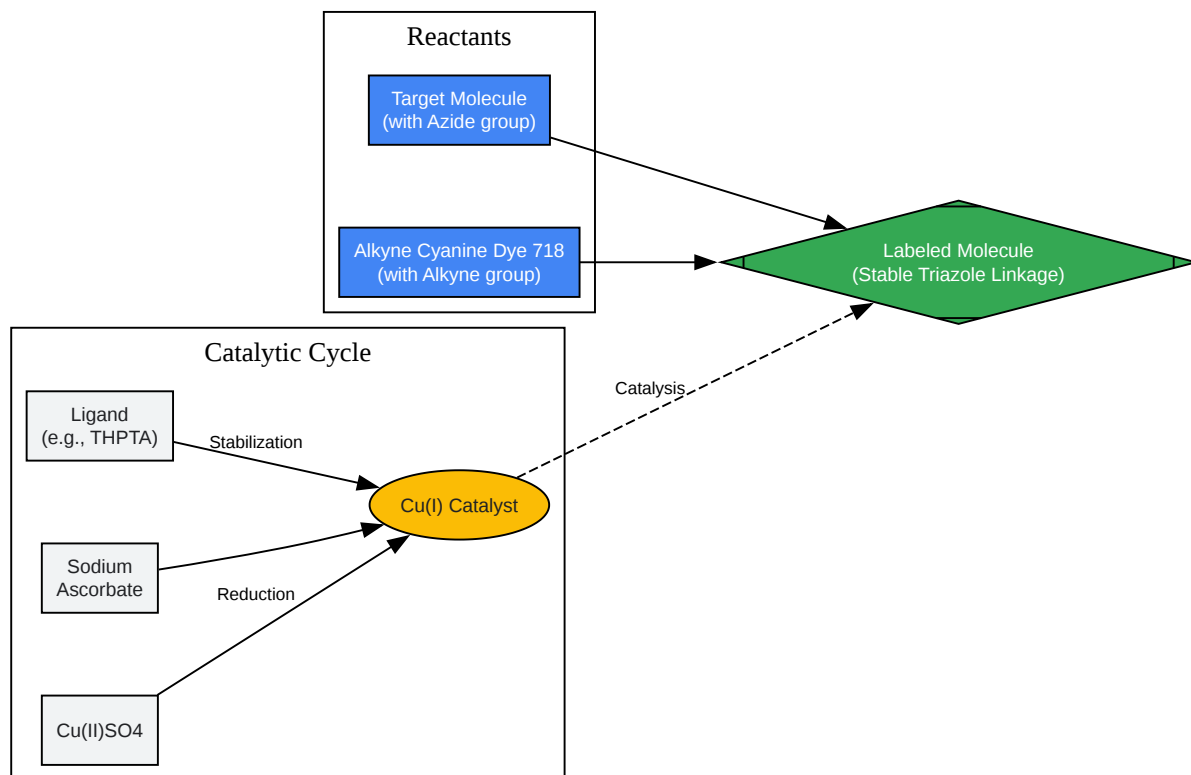 Reactants
Target Molecule
(with Azide group)
Alkyne Cyanine Dye 718
(with Alkyne group)
Labeled Molecule
(Stable Triazole Linkage)
Catalytic Cycle
Ligand
(e.g., THPTA)
Stabilization
Catalysis
Cu(I) Catalyst
Sodium
Ascorbate
Reduction
Cu(II)SO4